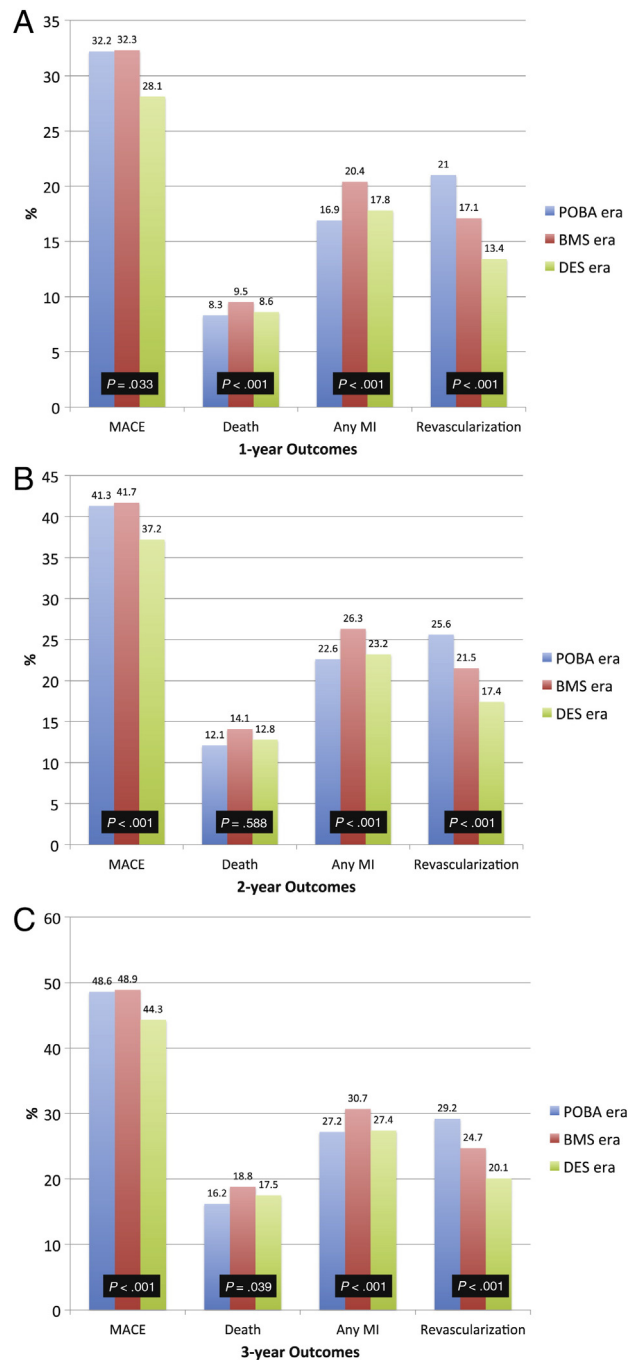 A
35
30
25
20
15
10
5
0
%
32.2 32.3
28.1
8.3 9.5 8.6
16.9 20.4 17.8
21 17.1 13.4
P = .033 P < .001 P < .001 P < .001
MACE Death Any MI Revascularization
1-year Outcomes
POBA era
BMS era
DES era
B
45
40
35
30
25
20
15
10
5
0
%
41.3 41.7 37.2
12.1 14.1 12.8
22.6 26.3 23.2
25.6 21.5 17.4
P < .001 P = .588 P < .001 P < .001
MACE Death Any MI Revascularization
2-year Outcomes
POBA era
BMS era
DES era
C
60
50
40
30
20
10
0
%
48.6 48.9 44.3
16.2 18.8 17.5
27.2 30.7 27.4
29.2 24.7 20.1
P < .001 P = .039 P < .001 P < .001
MACE Death Any MI Revascularization
3-year Outcomes
POBA era
BMS era
DES era